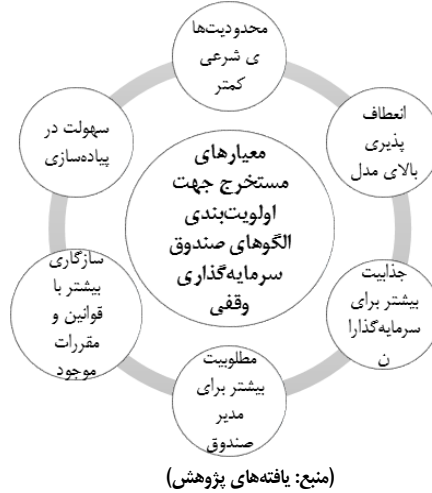 محدودیت‌ها
ی شرعی
کمتر
انعطاف
پذیری
بالای مدل
جذابیت
بیشتر برای
سرمایه‌گذارا
ن
مطلوبیت
بیشتر برای
مدیر
صندوق
سازگاری
بیشتر با
قوانین و
مقررات
موجود
سهولت در
پیاده‌سازی
معیارهای
مستخرج جهت
اولویت‌بندی
الگوهای صندوق
سرمایه‌گذاری
وقفی
(منبع: یافته‌های پژوهش)